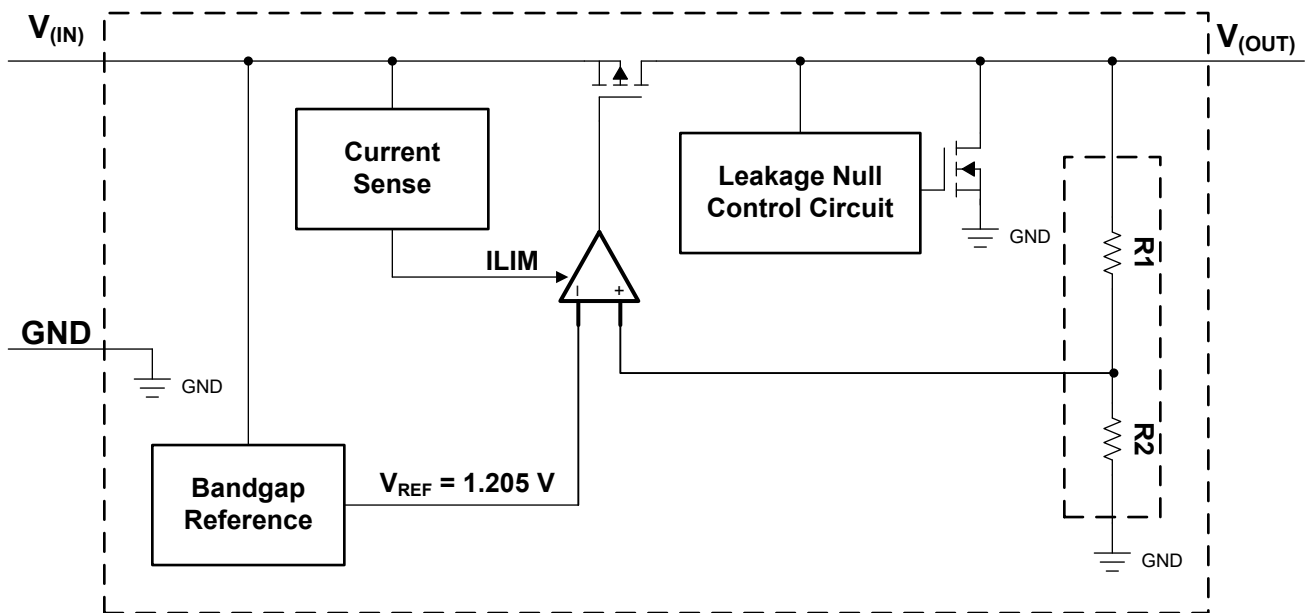 V(IN)
V(OUT)
Current
Sense
Leakage Null
Control Circuit
GND
R1
ILIM
- +
GND
GND
R2
Bandgap
Reference
VREF = 1.205 V
GND